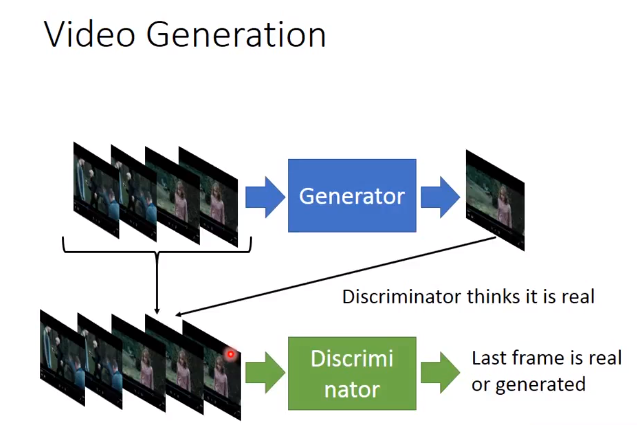 Video Generation
Generator
Discriminator thinks it is real
Discrimi
nator
Last frame is real
or generated